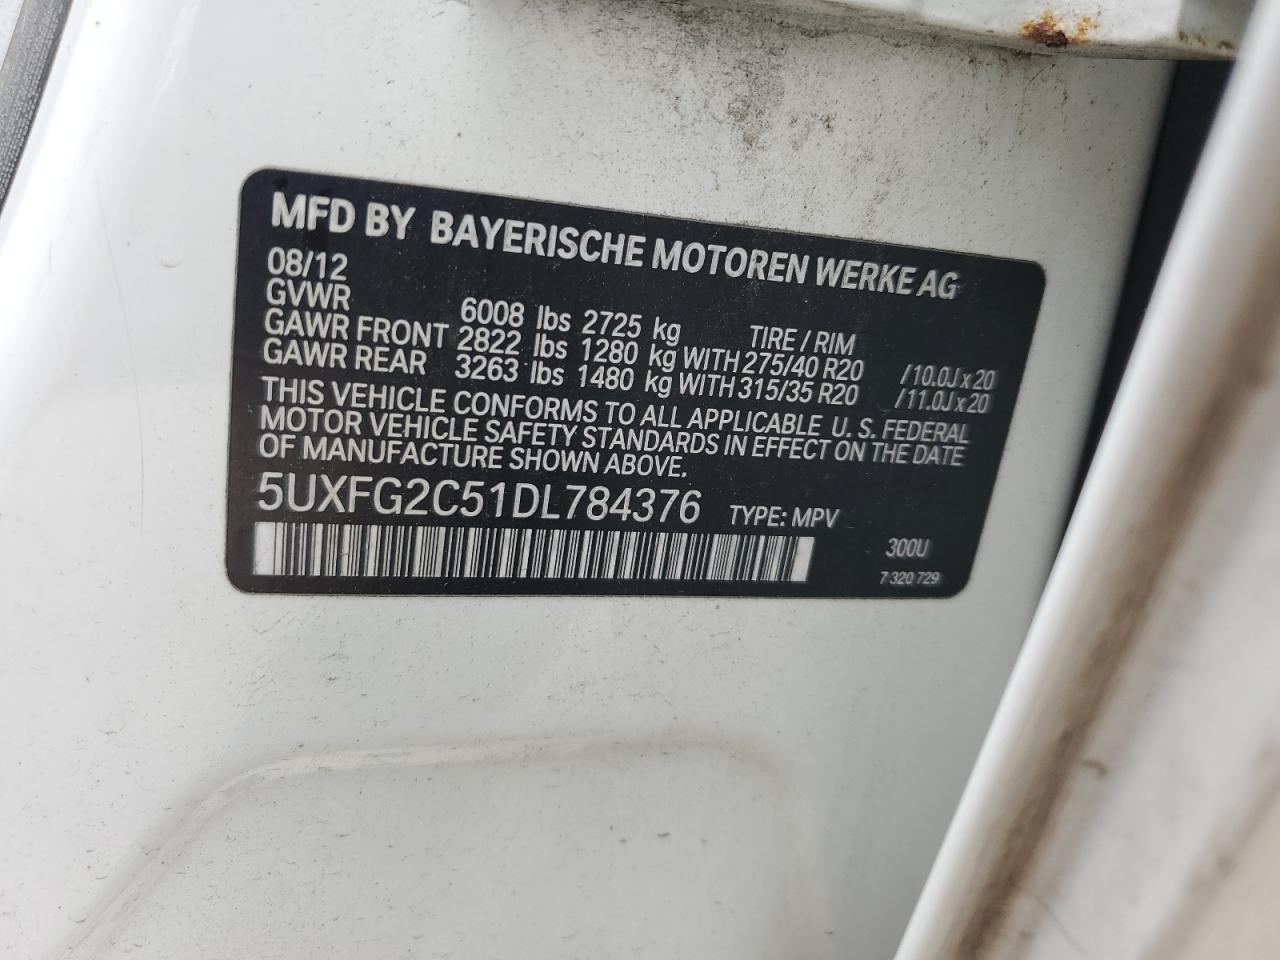 MFD BY BAYERISCHE MOTOREN WERKE AG
08/12
GVWR 6008 lbs 2725 kg TIRE / RIM
GAWR FRONT 2822 lbs 1280 kg WITH 275/40 R20 /10.0J x 20
GAWR REAR 3263 lbs 1480 kg WITH 315/35 R20 /11.0J x 20
THIS VEHICLE CONFORMS TO ALL APPLICABLE U. S. FEDERAL
MOTOR VEHICLE SAFETY STANDARDS IN EFFECT ON THE DATE
OF MANUFACTURE SHOWN ABOVE.
5UXFG2C51DL784376 TYPE: MPV
300U
7 320 729